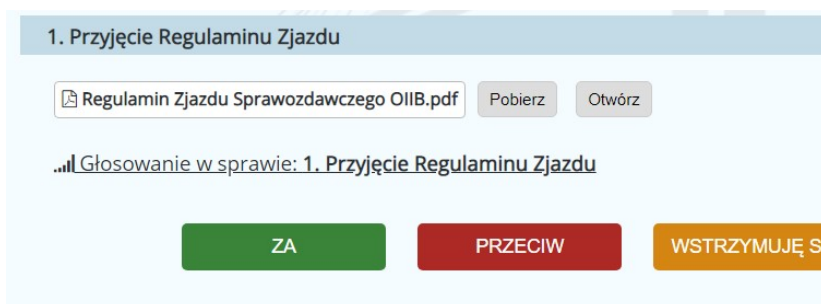 1. Przyjęcie Regulaminu Zjazdu
Regulamin Zjazdu Sprawozdawczego OIIB.pdf Pobierz Otwórz
Głosowanie w sprawie: 1. Przyjęcie Regulaminu Zjazdu
ZA PRZECIW WSTRZYMUJĘ S